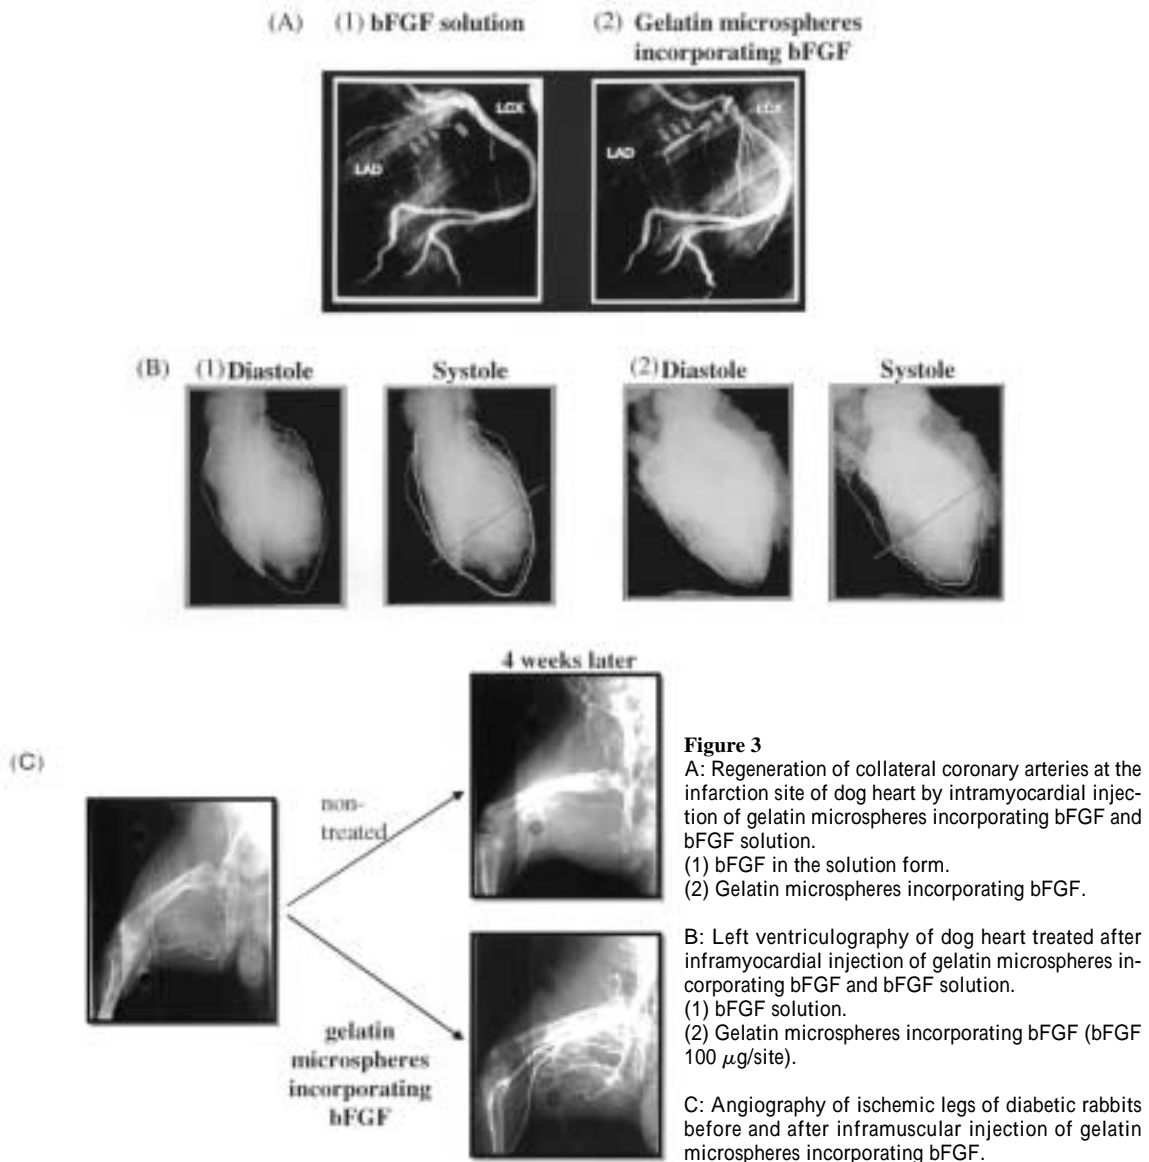 (A) (1) bFGF solution
(2) Gelatin microspheres
incorporating bFGF
LCX
LAD
LCX
LAD
(B) (1) Diastole
Systole
(2) Diastole
Systole
4 weeks later
(C)
non-
treated
gelatin
microspheres
incorporating
bFGF
Figure 3
A: Regeneration of collateral coronary arteries at the
infarction site of dog heart by intramyocardial injec-
tion of gelatin microspheres incorporating bFGF and
bFGF solution.
(1) bFGF in the solution form.
(2) Gelatin microspheres incorporating bFGF.
B: Left ventriculography of dog heart treated after
inframyocardial injection of gelatin microspheres in-
corporating bFGF and bFGF solution.
(1) bFGF solution.
(2) Gelatin microspheres incorporating bFGF (bFGF
100 μg/site).
C: Angiography of ischemic legs of diabetic rabbits
before and after inframuscular injection of gelatin
microspheres incorporating bFGF.